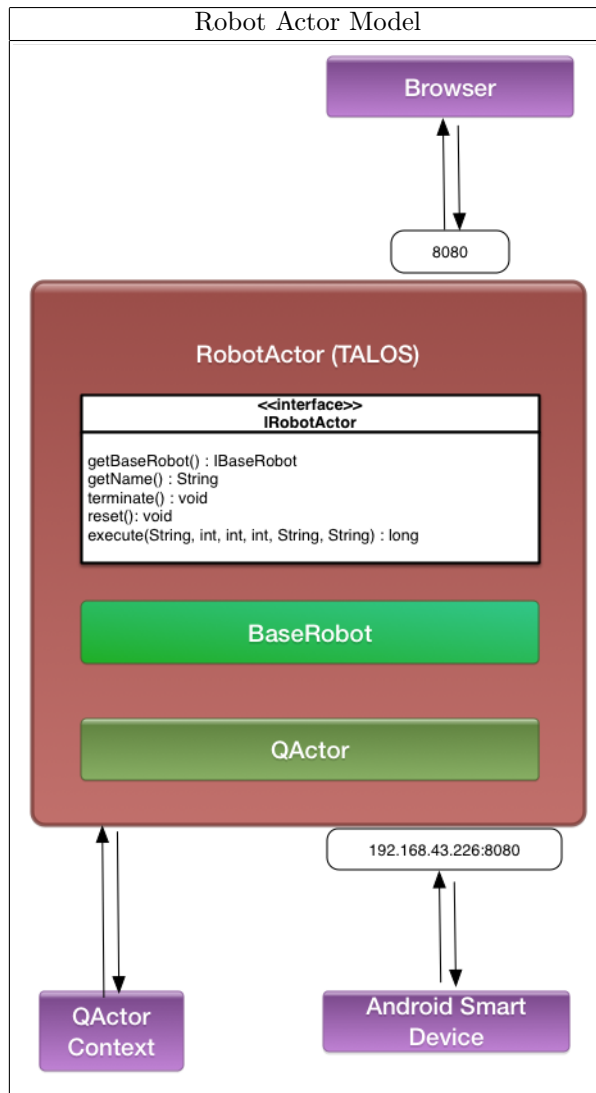 Robot Actor Model
Browser
8080
RobotActor (TALOS)
<<interface>>
IRobotActor
getBaseRobot() : IBaseRobot
getName() : String
terminate() : void
reset(): void
execute(String, int, int, int, String, String) : long
BaseRobot
QActor
192.168.43.226:8080
QActor
Context
Android Smart
Device